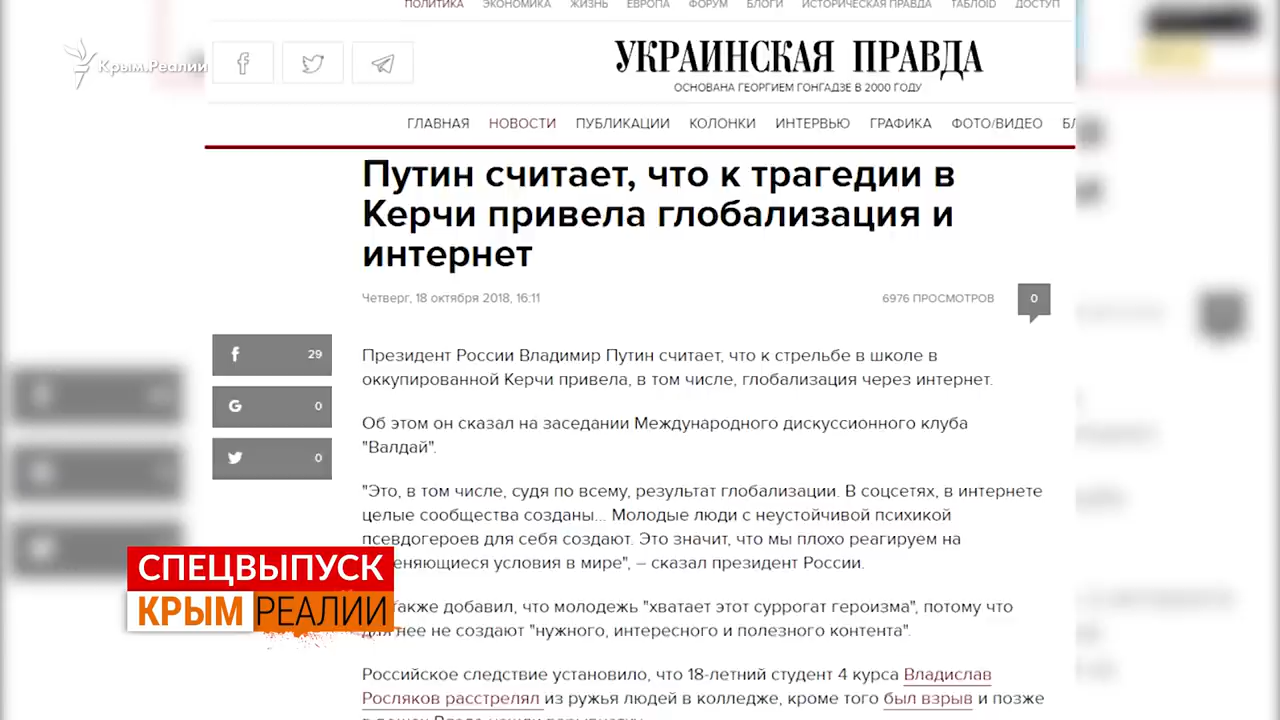 ПОЛИТИКА ЭКОНОМИКА ЖИЗНЬ ЕВРОПА ФОРУМ БЛОГИ ИСТОРИЧЕСКАЯ ПРАВДА ТАБЛОID ДОСТУП
Крым.Реалии
УКРАИНСКАЯ ПРАВДА
ОСНОВАНА ГЕОРГИЕМ ГОНГАДЗЕ В 2000 ГОДУ
ГЛАВНАЯ НОВОСТИ ПУБЛИКАЦИИ КОЛОНКИ ИНТЕРВЬЮ ГРАФИКА ФОТО/ВИДЕО
Путин считает, что к трагедии в
Керчи привела глобализация и
интернет
Четверг, 18 октября 2018, 16:11 6976 ПРОСМОТРОВ 0
29
0
0
Президент России Владимир Путин считает, что к стрельбе в школе в
оккупированной Керчи привела, в том числе, глобализация через интернет.
Об этом он сказал на заседании Международного дискуссионного клуба
"Валдай".
"Это, в том числе, судя по всему, результат глобализации. В соцсетях, в интернете
целые сообщества созданы... Молодые люди с неустойчивой психикой
псевдогероев для себя создают. Это значит, что мы плохо реагируем на
еняющиеся условия в мире", – сказал президент России.
также добавил, что молодежь "хватает этот суррогат героизма", потому что
для нее не создают "нужного, интересного и полезного контента".
Российское следствие установило, что 18-летний студент 4 курса Владислав
Росляков расстрелял из ружья людей в колледже, кроме того был взрыв и позже
СПЕЦВЫПУСК
КРЫМ РЕАЛИИ